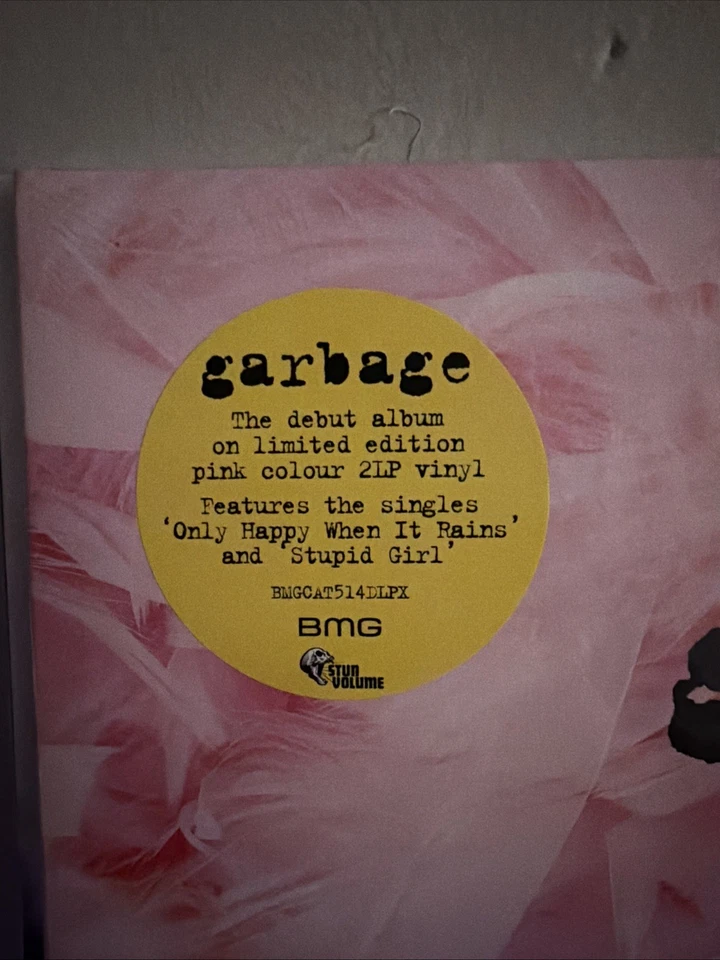 garbage
The debut album
on limited edition
pink colour 2LP vinyl
Features the singles
‘Only Happy When It Rains’
and ‘Stupid Girl’
BMGCAT514DLPX
BMG
STUN
VOLUME